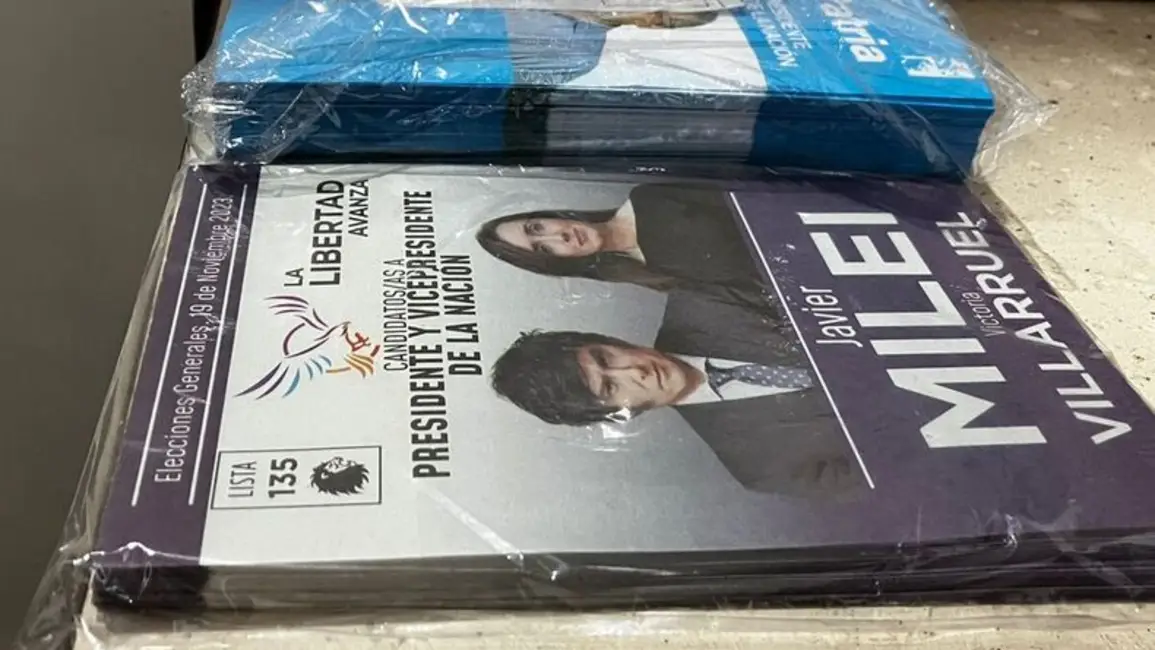 atria
Elecciones Generales, 19 de Noviembre 2023
LISTA
135
LA
LIBERTAD
AVANZA
CANDIDATOS/AS A
PRESIDENTE Y VICEPRESIDENTE
DE LA NACIÓN
Javier
MILEI
Victoria
VILLARRUEL